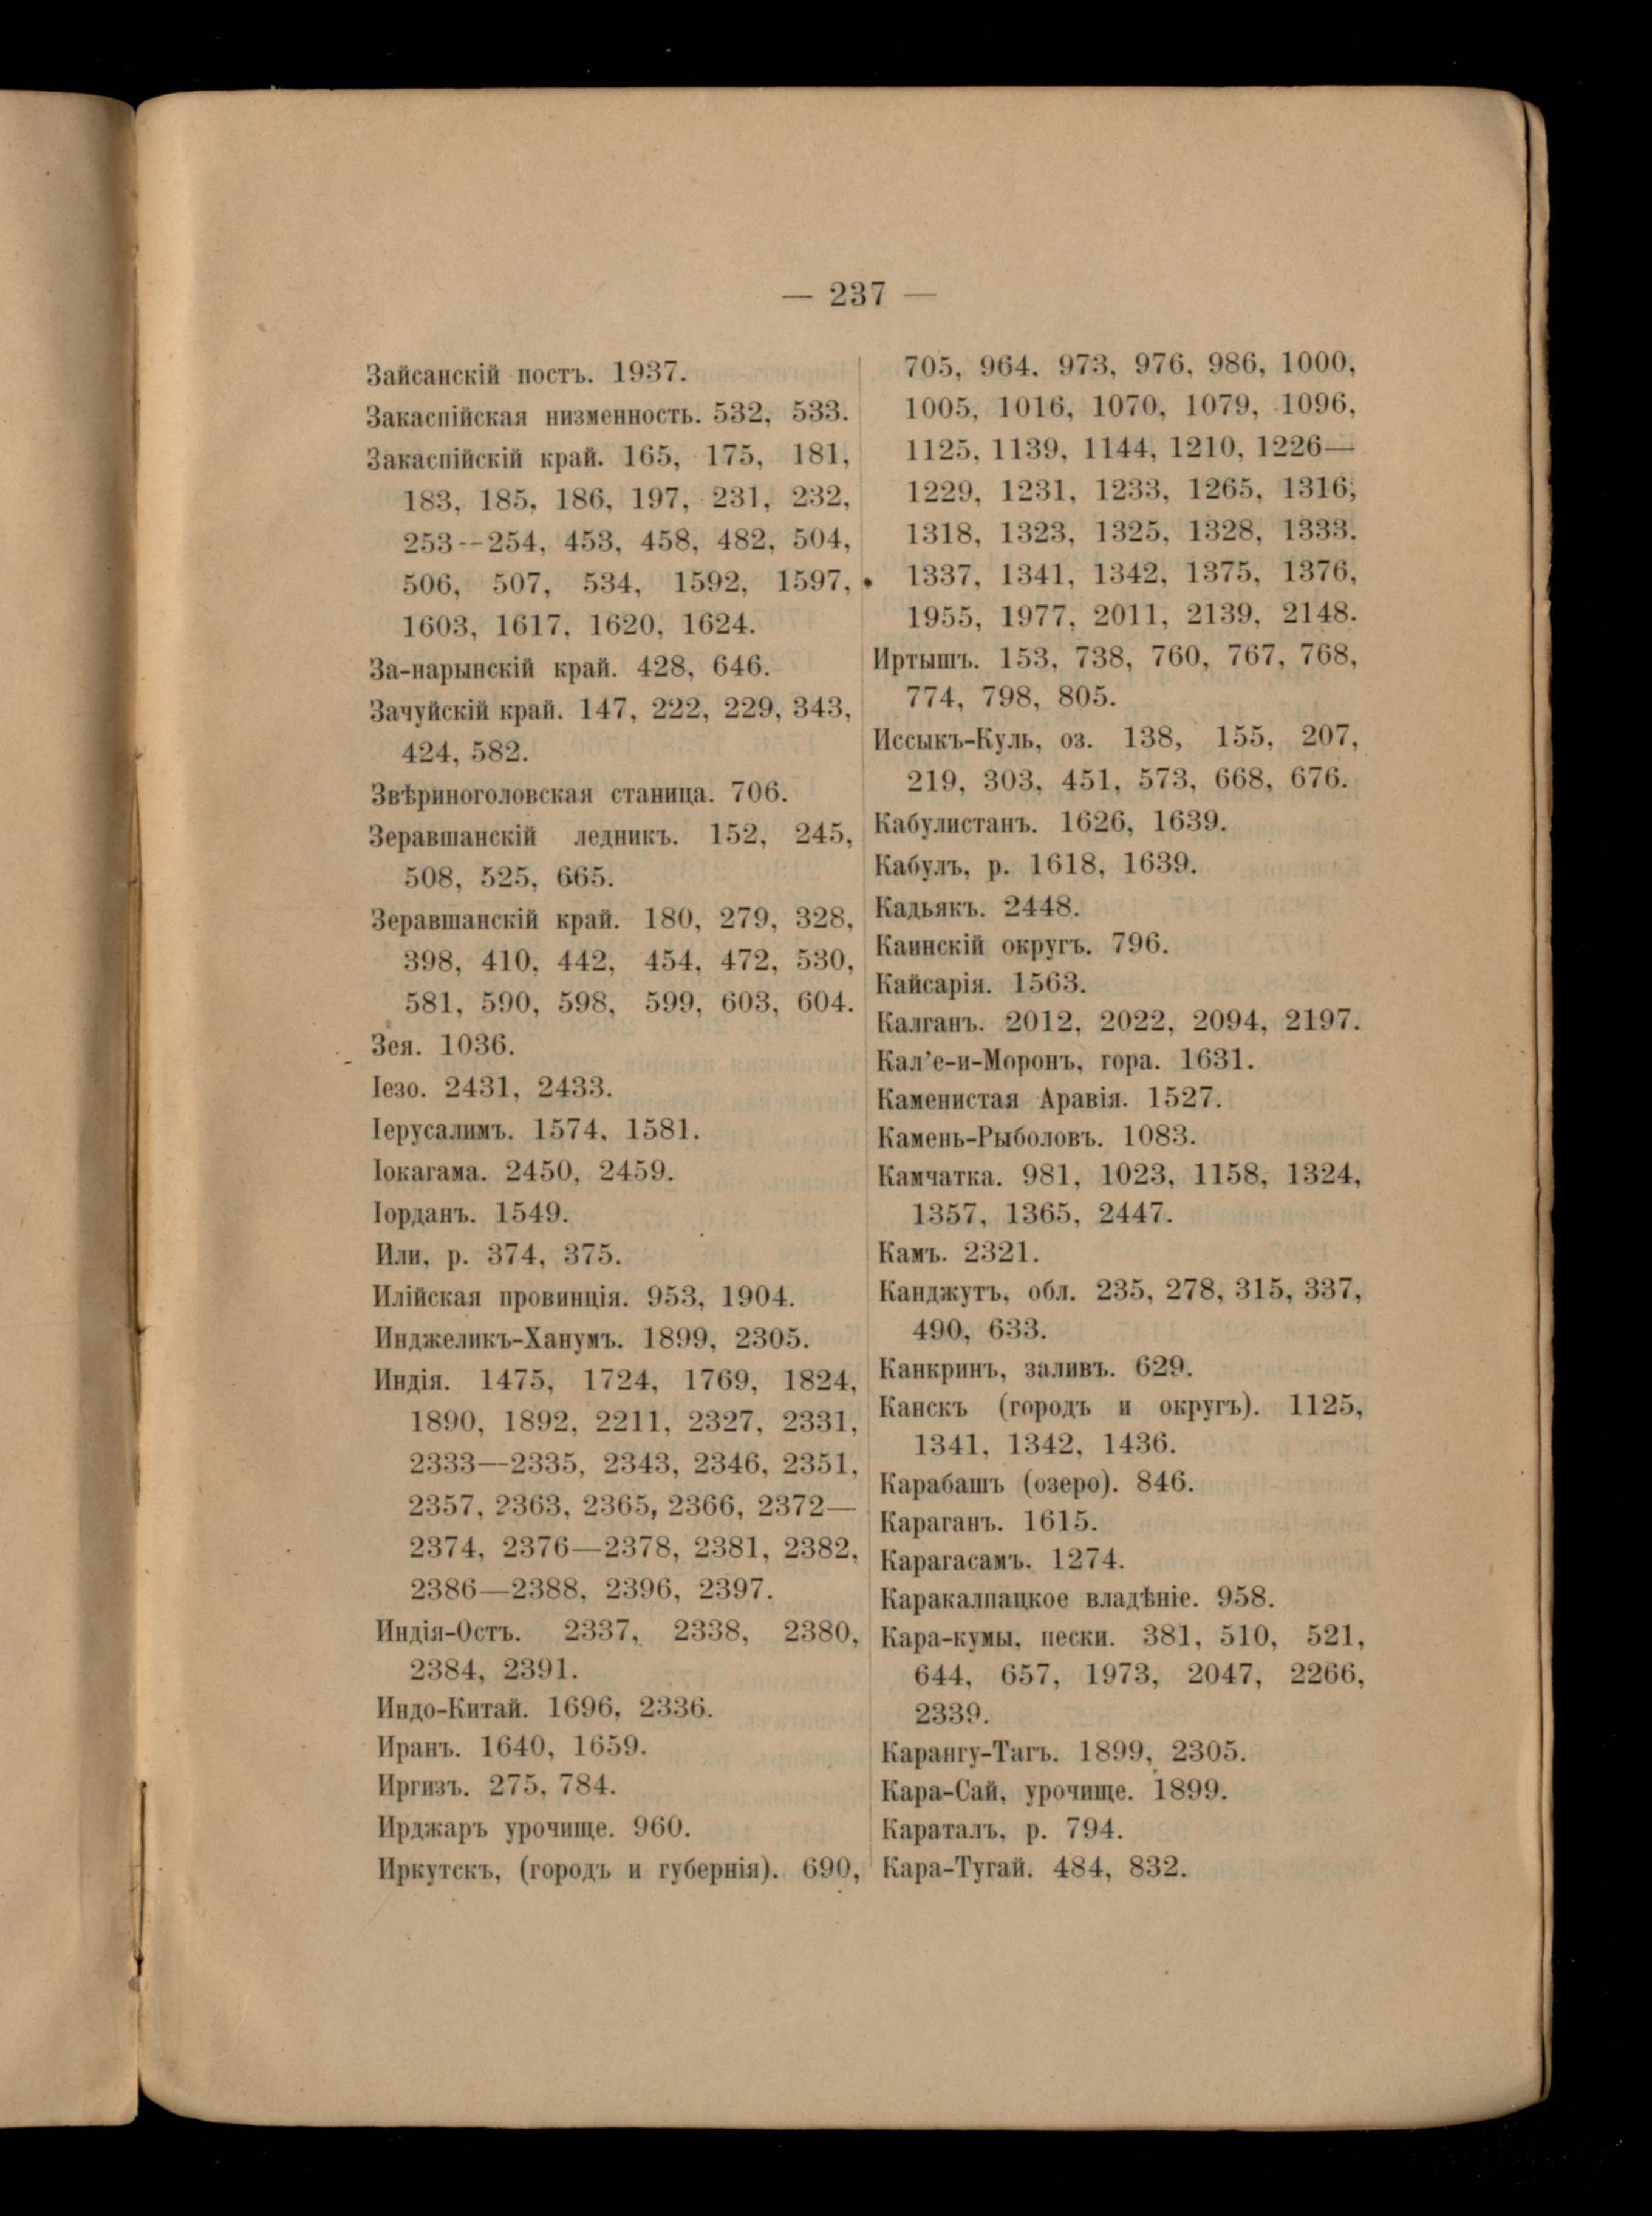 — 237 —
Зайсанскій постъ. 1937.
Закаспійская низменность. 532, 533.
Закаспійскій край. 165, 175, 181,
183, 185, 186, 197, 231, 232,
253--254, 453, 458, 482, 504,
506, 507, 534, 1592, 1597,
1603, 1617, 1620, 1624.
За-нарынскій край. 428, 646.
Зачуйскій край. 147, 222, 229, 343,
424, 582.
Звѣриноголовская станица. 706.
Зеравшанскій ледникъ. 152, 245,
508, 525, 665.
Зеравшанскій край. 180, 279, 328,
398, 410, 442, 454, 472, 530,
581, 590, 598, 599, 603, 604.
Зея. 1036.
Іезо. 2431, 2433.
Іерусалимъ. 1574, 1581.
Іокагама. 2450, 2459.
Іорданъ. 1549.
Или, р. 374, 375.
Илійская провинція. 953, 1904.
Инджеликъ-Ханумъ. 1899, 2305.
Индія. 1475, 1724, 1769, 1824,
1890, 1892, 2211, 2327, 2331,
2333—-2335, 2343, 2346, 2351,
2357, 2363, 2365, 2366, 2372—
2374, 2376—2378, 2381, 2382,
2386—2388, 2396, 2397.
Индія-Остъ. 2337, 2338, 2380,
2384, 2391.
Индо-Китай. 1696, 2336.
Иранъ. 1640, 1659.
Иргизъ. 275, 784.
Ирджаръ урочище. 960.
Иркутскъ, (городъ и губернія). 690,
705, 964. 973, 976, 986, 1000,
1005, 1016, 1070, 1079, 1096,
1125, 1139, 1144, 1210, 1226—
1229, 1231, 1233, 1265, 1316,
1318, 1323, 1325, 1328, 1333.
1337, 1341, 1342, 1375, 1376,
1955, 1977, 2011, 2139, 2148.
Иртышъ. 153, 738, 760, 767, 768,
774, 798, 805.
Иссыкъ-Куль, оз. 138, 155, 207,
219, 303, 451, 573, 668, 676.
Кабулистанъ. 1626, 1639.
Кабулъ, р. 1618, 1639.
Кадьякъ. 2448.
Каинскій округъ. 796.
Кайсарія. 1563.
Калганъ. 2012, 2022, 2094, 2197.
Кал’е-и-Моронъ, гора. 1631.
Каменистая Аравія. 1527.
Камень-Рыболовъ. 1083.
Камчатка. 981, 1023, 1158, 1324,
1357, 1365, 2447.
Камъ. 2321.
Канджутъ, обл. 235, 278, 315, 337,
490, 633.
Канкринъ, заливъ. 629.
Канскъ (городъ и округъ). 1125,
1341, 1342, 1436.
Карабашъ (озеро). 846.
Караганъ. 1615.
Карагасамъ. 1274.
Каракалпацкое владѣніе. 958.
Кара-кумы, пески. 381, 510, 521,
644, 657, 1973, 2047, 2266,
2339.
Карангу-Тагъ. 1899, 2305.
Кара-Сай, урочище. 1899.
Караталъ, р. 794.
Кара-Тугай. 484, 832.